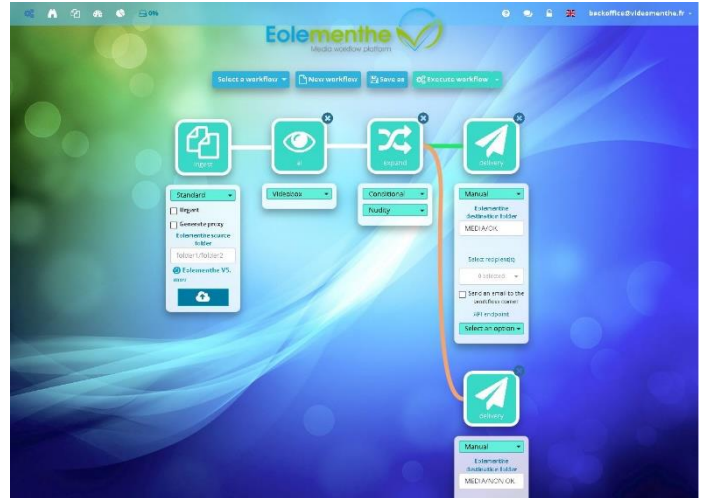 0%
backoffice@videomenthe.fr
Eolementhe
Media workflow platform
Select a workflow
New workflow
Save as
Execute workflow
ingest
ai
expand
delivery
Standard
Urgent
Generate proxy
Eolementhe source
folder
folder1/folder2
Eolementhe V5.
Videobox
Conditional
Nudity
Manual
Eolementhe
destination folder
MEDIA/OK
Select recipient(s)
0 selected
Send an email to the
workflow owner
API endpoint
Select an option
delivery
Manual
Eolementhe
destination folder
MEDIA/NON OK